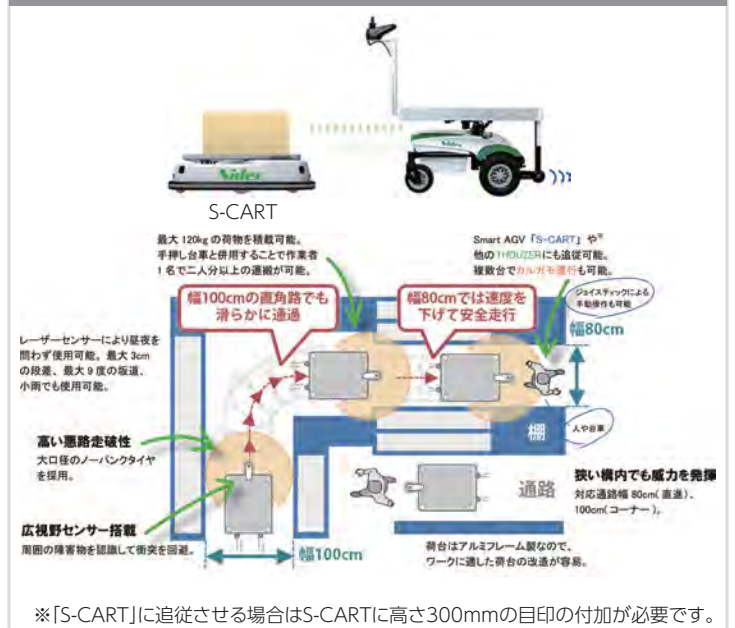 Nidec
S-CART
最大120kgの荷物を積載可能。
手押し台車と併用することで作業者
1名で二人分以上の運搬が可能。
Smart AGV「S-CART」や※
他のTHOUZERにも追従可能。
複数台でカルガモ運行も可能。
ジョイスティックによる
手動操作も可能
幅100cmの直角路でも
滑らかに通過
幅80cmでは速度を
下げて安全走行
幅80cm
レーザーセンサーにより昼夜を
問わず使用可能。最大3cm
の段差、最大9度の坂道、
小雨でも使用可能。
高い悪路走破性
大口径のノーパンクタイヤ
を採用。
棚
人や台車
狭い構内でも威力を発揮
対応通路幅 80cm(直進)、
100cm(コーナー)。
通路
広視野センサー搭載
周囲の障害物を認識して衝突を回避。
幅100cm
荷台はアルミフレーム製なので、
ワークに適した荷台の改造が容易。
※「S-CART」に追従させる場合はS-CARTに高さ300mmの目印の付加が必要です。